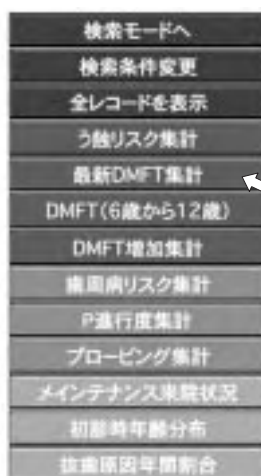 検索モードへ
検索条件変更
全レコードを表示
う蝕リスク集計
最新DMFT集計
DMFT(6歳から12歳)
DMFT増加集計
歯周病リスク集計
P進行度集計
プロービング集計
メインテナンス来院状況
初診時年齢分布
抜歯原因年間割合